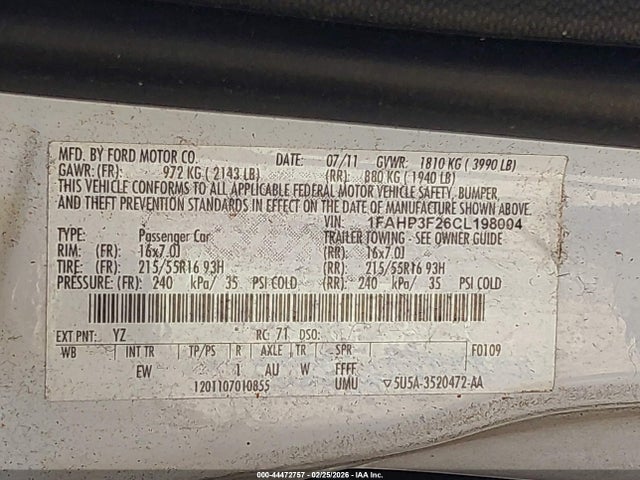 MFD. BY FORD MOTOR CO. DATE: 07/11 GVWR: 1810 KG ( 3990 LB)
GAWR: (FR): 972 KG ( 2143 LB) (RR): 880 KG ( 1940 LB)
THIS VEHICLE CONFORMS TO ALL APPLICABLE FEDERAL MOTOR VEHICLE SAFETY, BUMPER,
AND THEFT PREVENTION STANDARDS IN EFFECT ON THE DATE OF MANUFACTURE SHOWN ABOVE.
VIN: 1FAHP3F26CL198004
TYPE: Passenger Car TRAILER TOWING - SEE OWNER GUIDE
RIM: (FR): 16x7.0J (RR): 16x7.0J
TIRE: (FR): 215/55R16 93H (RR): 215/55R16 93H
PRESSURE: (FR): 240 kPa/ 35 PSI COLD (RR): 240 kPa/ 35 PSI COLD
EXT PNT: YZ RC: 71 DSO:
WB INT TR TP/PS R AXLE TR SPR F0109
EW 1 AU W FFFF
1201107010855 UMU ▽5U5A-3520472-AA
000-44472757 - 02/25/2026 - IAA Inc.